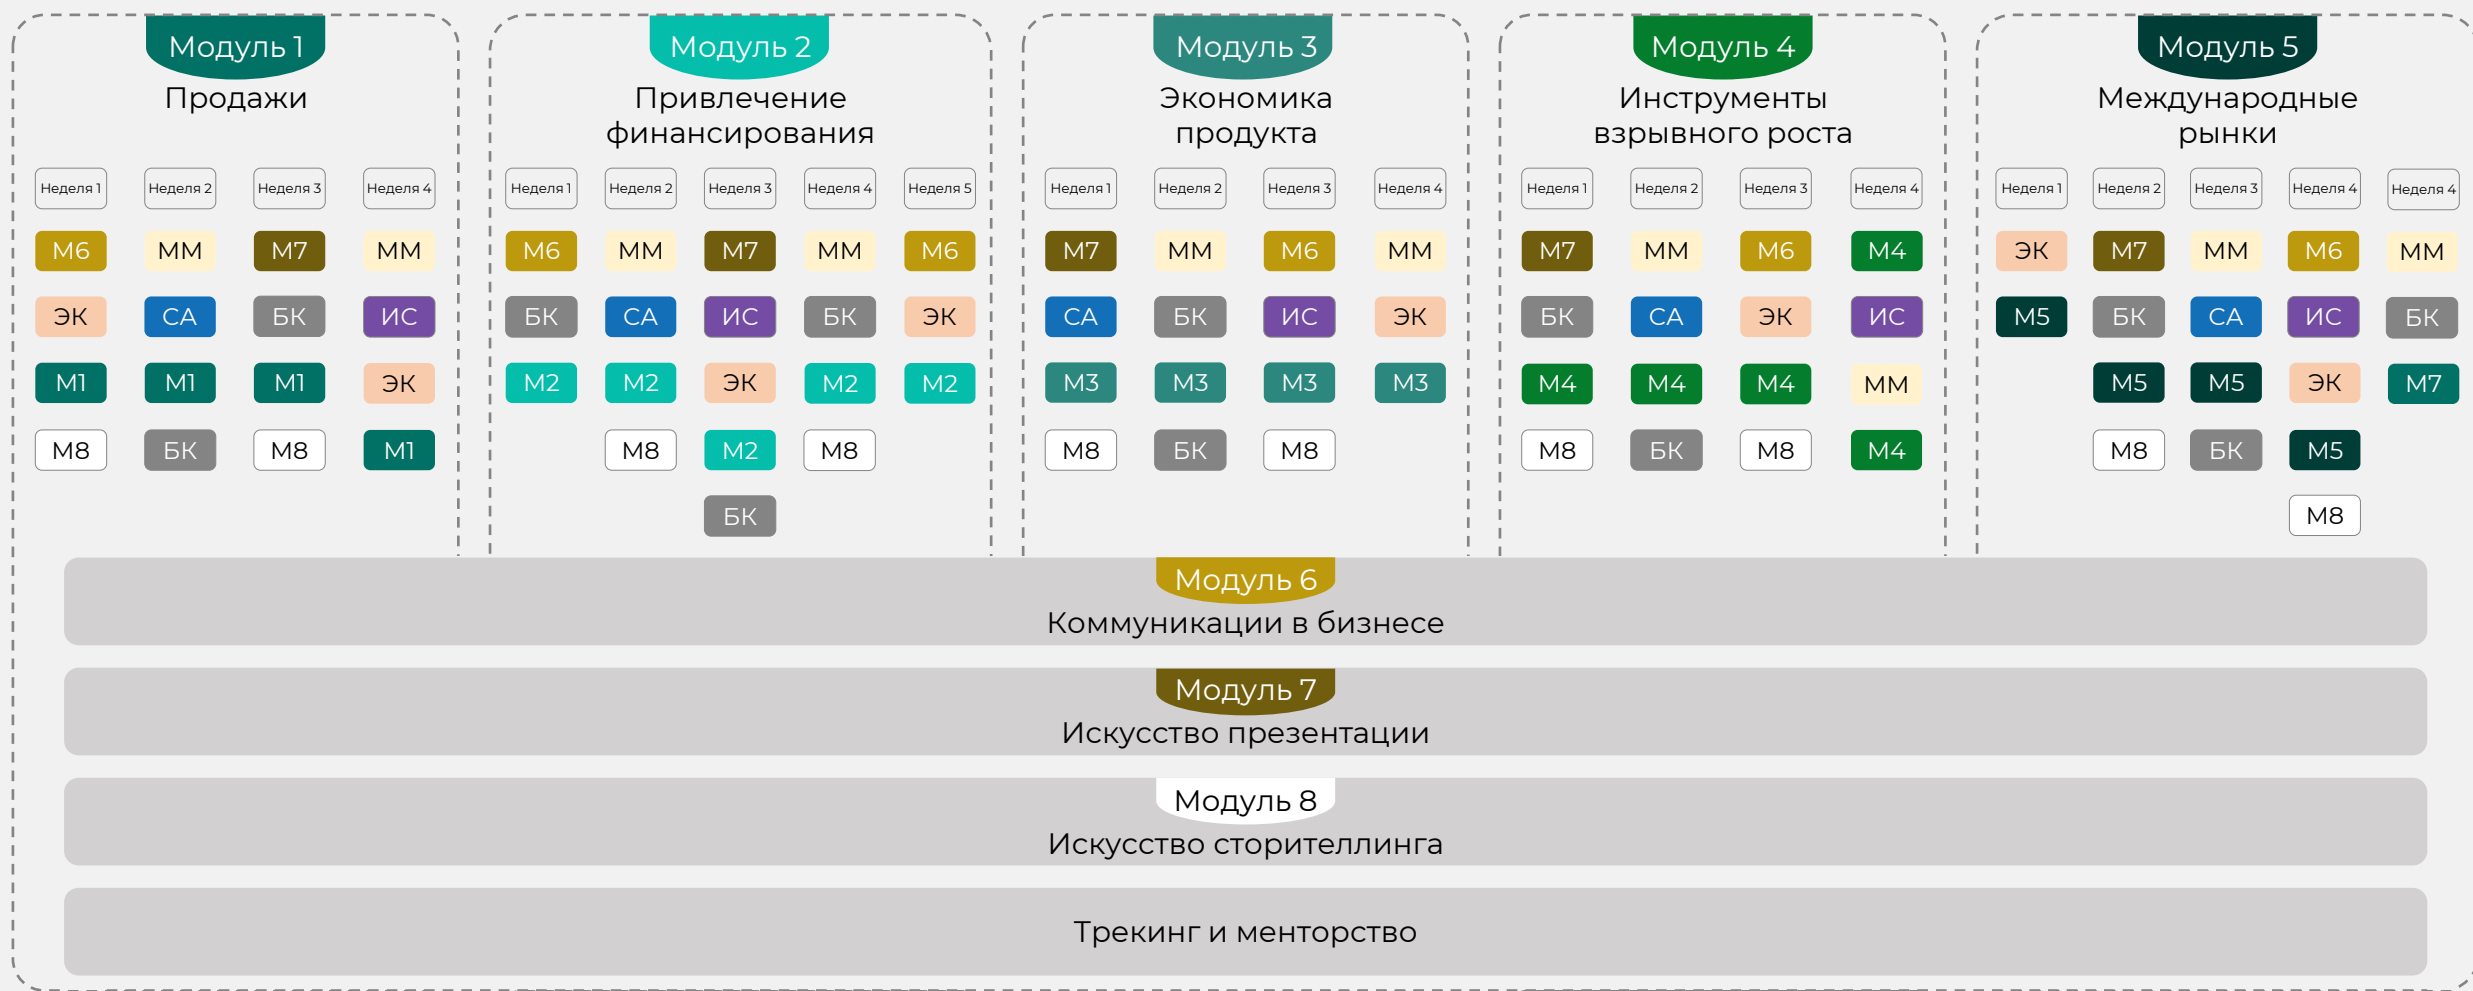 Модуль 1
Продажи
Неделя 1 Неделя 2 Неделя 3 Неделя 4
М6 ММ М7 ММ
ЭК СА БК ИС
М1 М1 М1 ЭК
М8 БК М8 М1
Модуль 2
Привлечение
финансирования
Неделя 1 Неделя 2 Неделя 3 Неделя 4 Неделя 5
М6 ММ М7 ММ М6
БК СА ИС БК ЭК
М2 М2 ЭК М2 М2
М8 М2 М8
БК
Модуль 3
Экономика
продукта
Неделя 1 Неделя 2 Неделя 3 Неделя 4
М7 ММ М6 ММ
СА БК ИС ЭК
М3 М3 М3 М3
М8 БК М8
Модуль 4
Инструменты
взрывного роста
Неделя 1 Неделя 2 Неделя 3 Неделя 4
М7 ММ М6 М4
БК СА ЭК ИС
М4 М4 М4 ММ
М8 БК М8 М4
Модуль 5
Международные
рынки
Неделя 1 Неделя 2 Неделя 3 Неделя 4 Неделя 4
ЭК М7 ММ М6 ММ
М5 БК СА ИС БК
М5 М5 ЭК М7
М8 БК М5
М8
Модуль 6
Коммуникации в бизнесе
Модуль 7
Искусство презентации
Модуль 8
Искусство сторителлинга
Трекинг и менторство